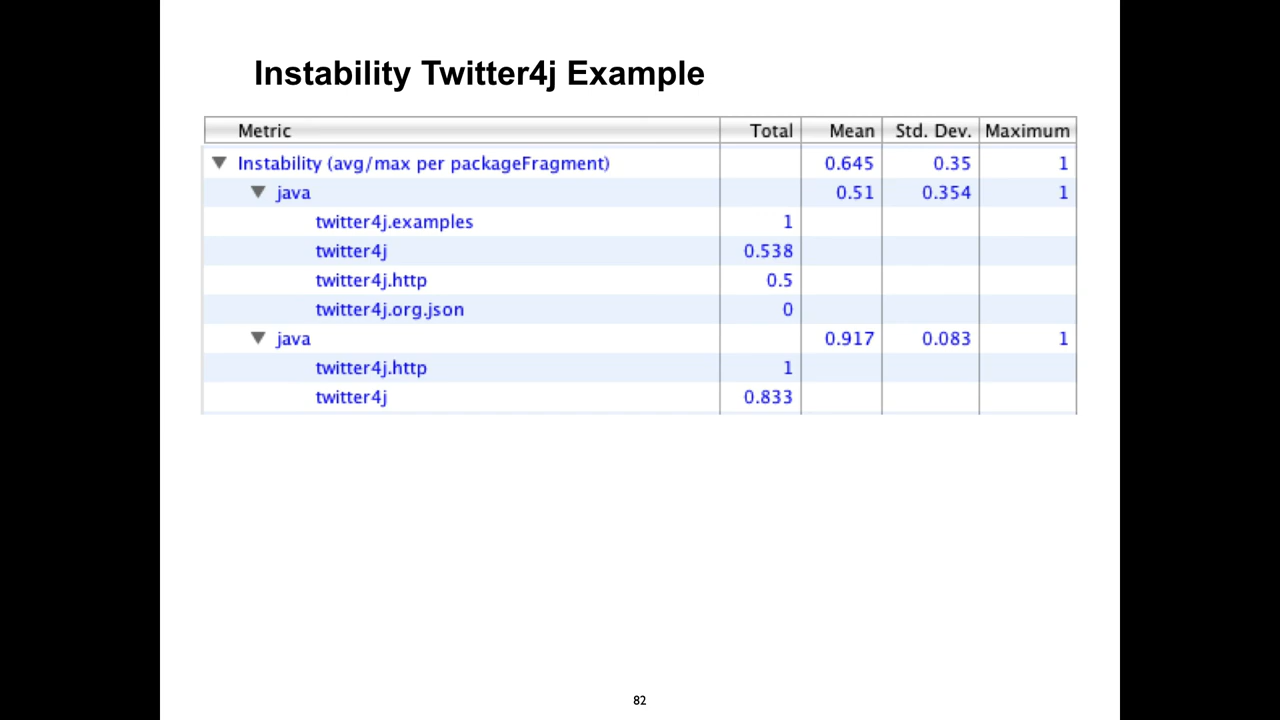 Instability Twitter4j Example
Metric Total Mean Std. Dev. Maximum
Instability (avg/max per packageFragment) 0.645 0.35 1
java 0.51 0.354 1
twitter4j.examples 1
twitter4j 0.538
twitter4j.http 0.5
twitter4j.org.json 0
java 0.917 0.083 1
twitter4j.http 1
twitter4j 0.833
82